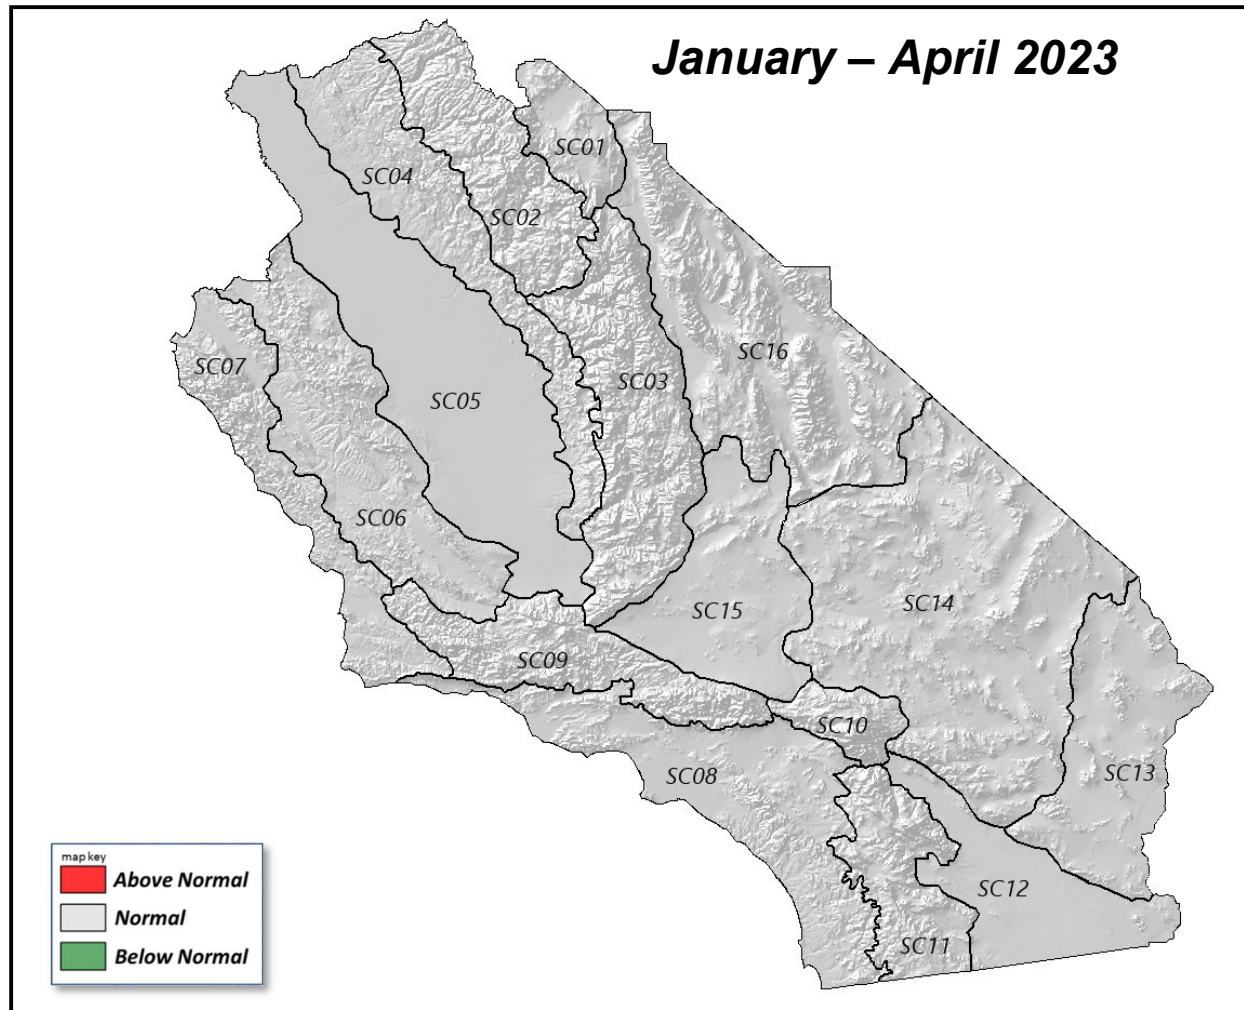 January – April 2023
SC01
SC04
SC02
SC16
SC07
SC03
SC05
SC06
SC14
SC15
SC09
SC10
SC08
SC13
SC12
SC11
map key
Above Normal
Normal
Below Normal